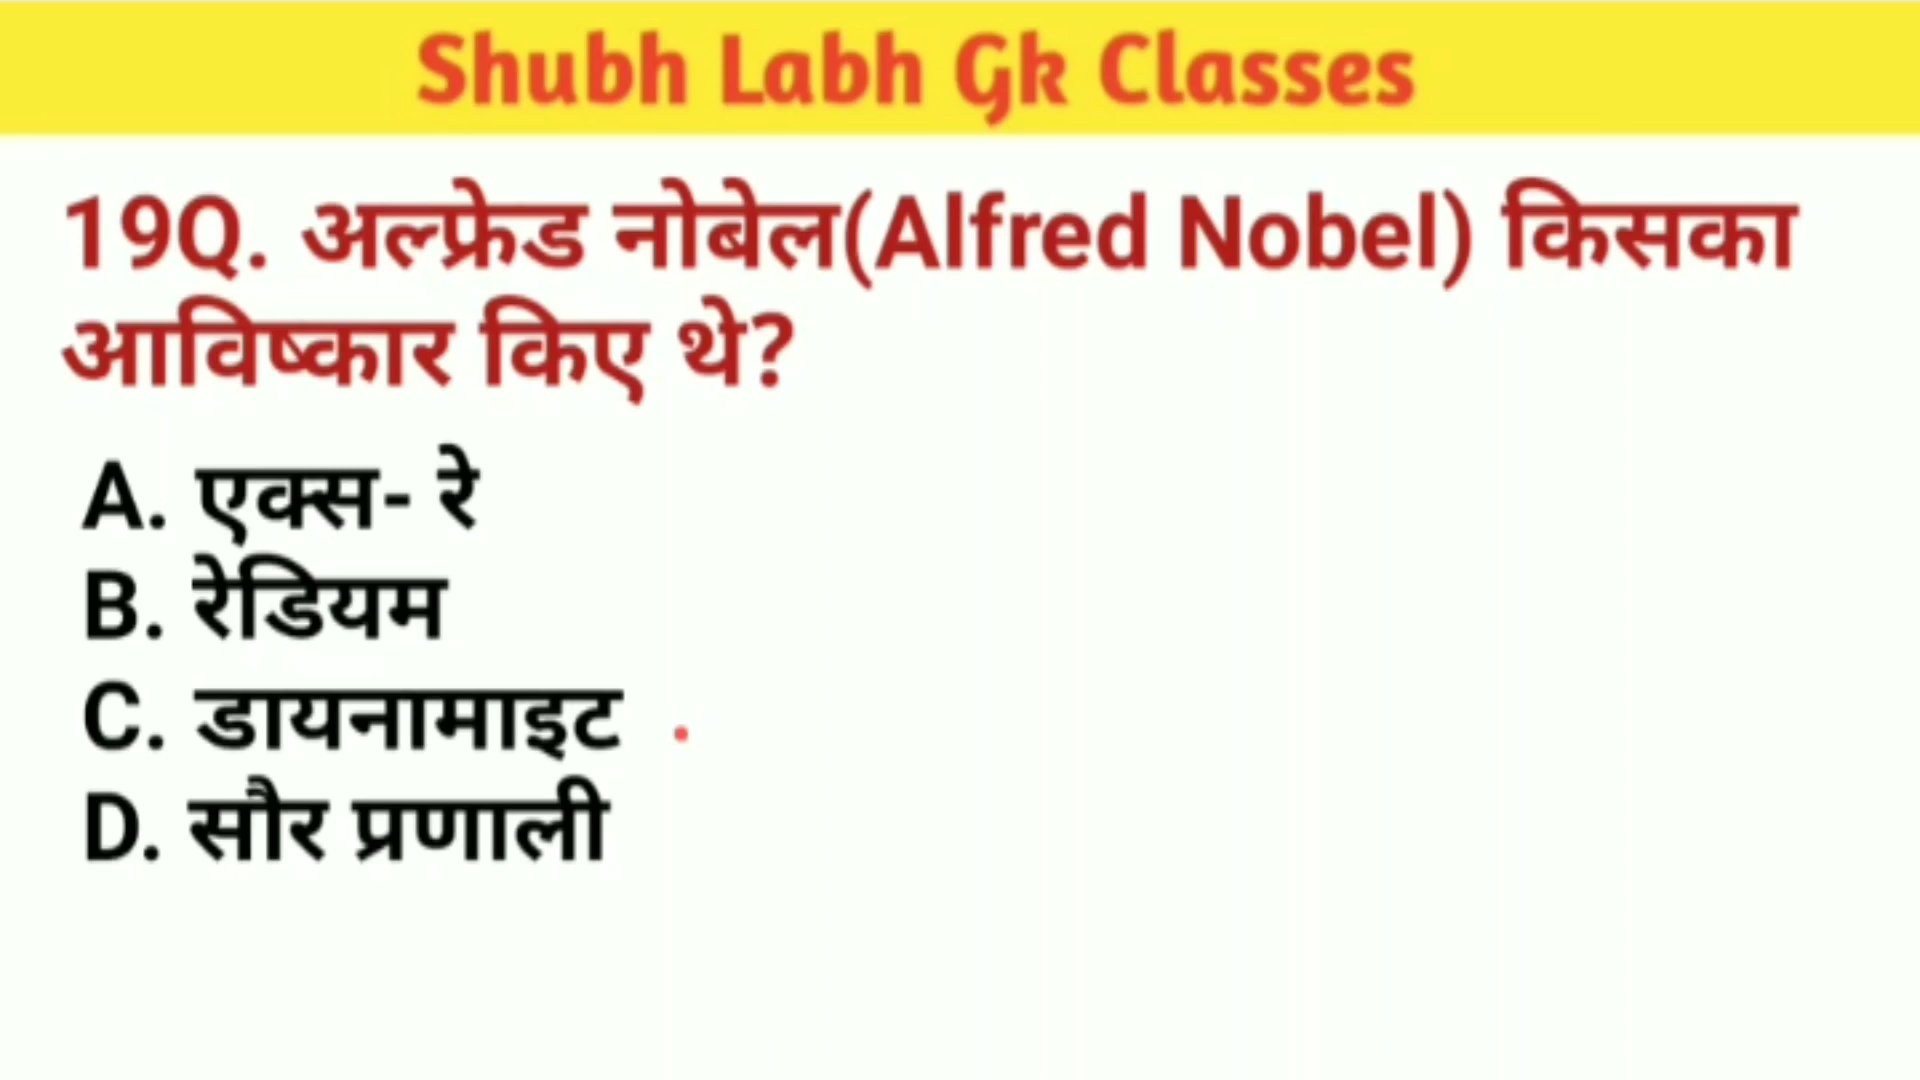 Shubh Labh Gk Classes
19Q. अल्फ्रेड नोबेल(Alfred Nobel) किसका
आविष्कार किए थे?
A. एक्स- रे
B. रेडियम
C. डायनामाइट
D. सौर प्रणाली